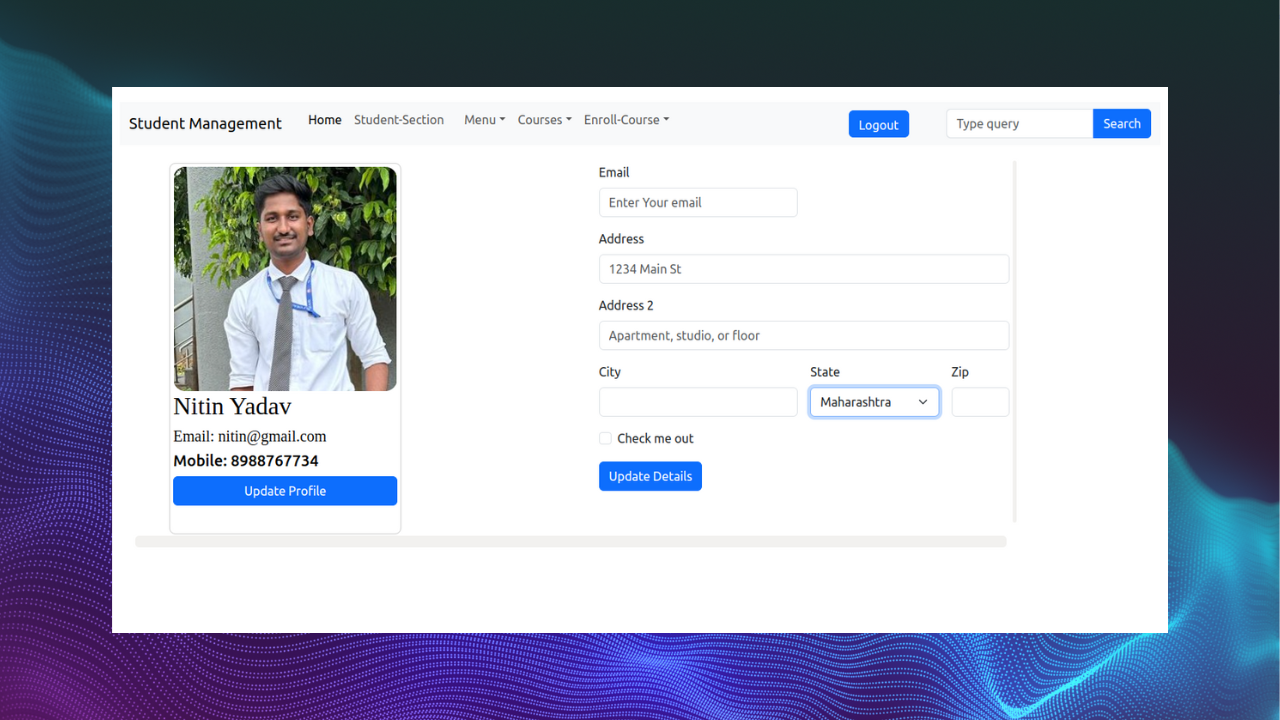 Student Management Home Student-Section Menu Courses Enroll-Course Logout Type query Search
Nitin Yadav
Email: nitin@gmail.com
Mobile: 8988767734
Update Profile
Email
Enter Your email
Address
1234 Main St
Address 2
Apartment, studio, or floor
City State Zip
Maharashtra
Check me out
Update Details